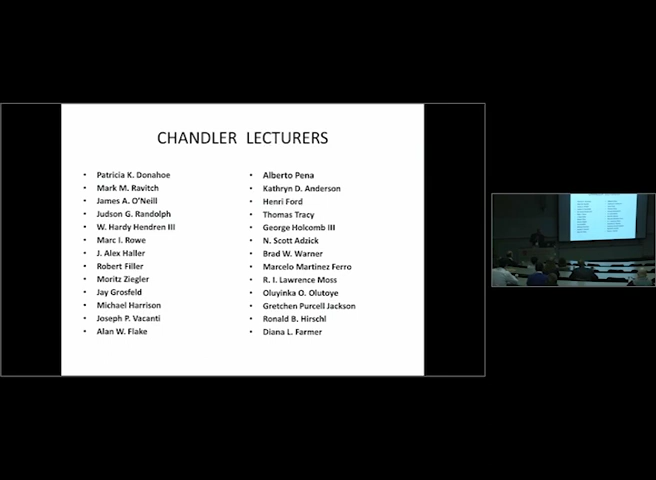 CHANDLER LECTURERS
• Patricia K. Donahoe
• Mark M. Ravitch
• James A. O'Neill
• Judson G. Randolph
• W. Hardy Hendren III
• Marc I. Rowe
• J. Alex Haller
• Robert Filler
• Moritz Ziegler
• Jay Grosfeld
• Michael Harrison
• Joseph P. Vacanti
• Alan W. Flake
• Alberto Pena
• Kathryn D. Anderson
• Henri Ford
• Thomas Tracy
• George Holcomb III
• N. Scott Adzick
• Brad W. Warner
• Marcelo Martinez Ferro
• R. I. Lawrence Moss
• Oluyinka O. Olutoye
• Gretchen Purcell Jackson
• Ronald B. Hirschl
• Diana L. Farmer